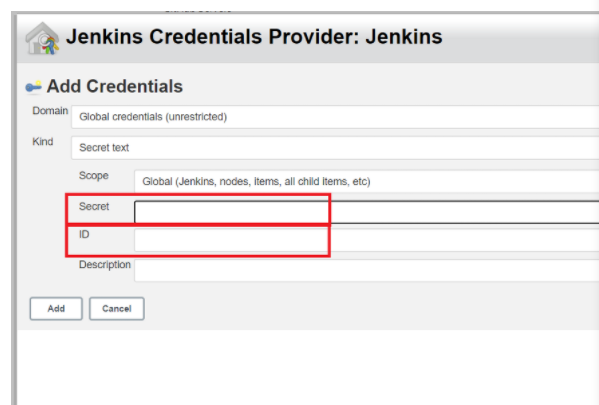 Jenkins Credentials Provider: Jenkins
Add Credentials
Domain
Global credentials (unrestricted)
Kind
Secret text
Scope
Global (Jenkins, nodes, items, all child items, etc)
Secret
ID
Description
Add Cancel